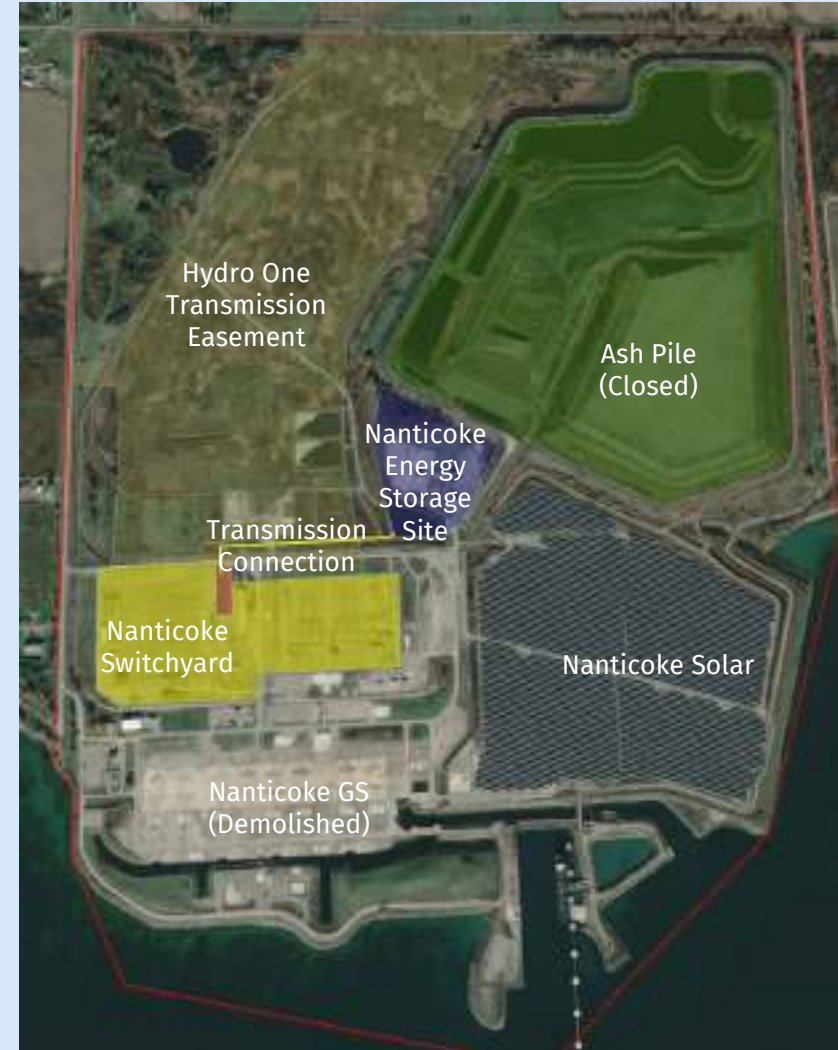 Hydro One
Transmission
Easement
Ash Pile
(Closed)
Nanticoke
Energy
Storage
Site
Transmission
Connection
Nanticoke
Switchyard
Nanticoke Solar
Nanticoke GS
(Demolished)